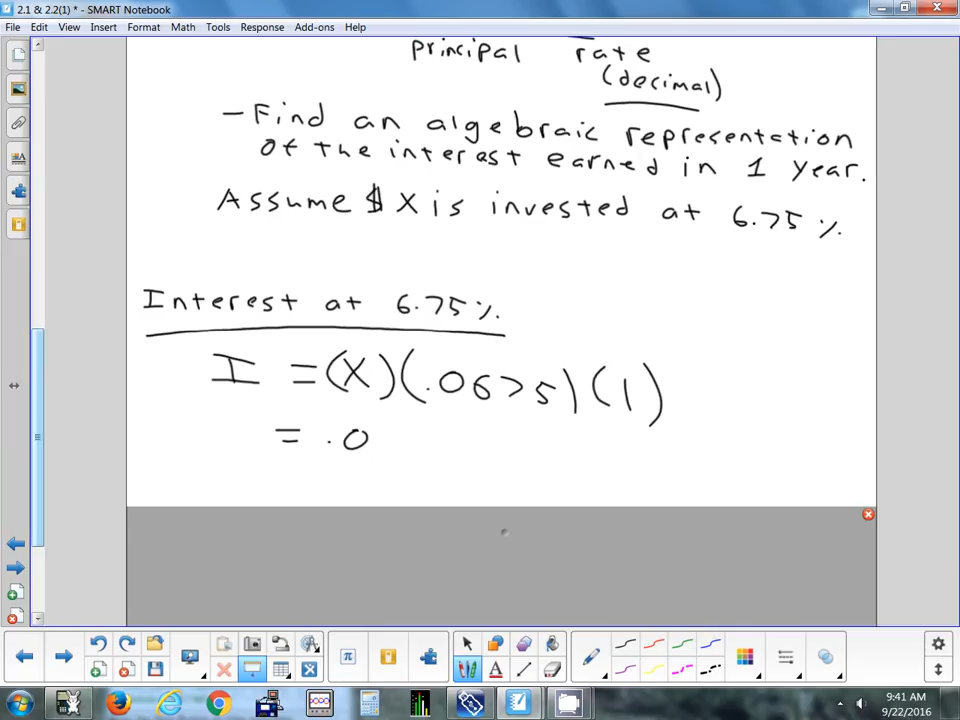 2.1 & 2.2(1) * - SMART Notebook
File Edit View Insert Format Math Tools Response Add-ons Help
principal rate
(decimal)
- Find an algebraic representation
of the interest earned in 1 year.
Assume $ X is invested at 6.75 %
Interest at 6.75%
I = (X)(.0675)(1)
= .0
π
A
9:41 AM
9/22/2016